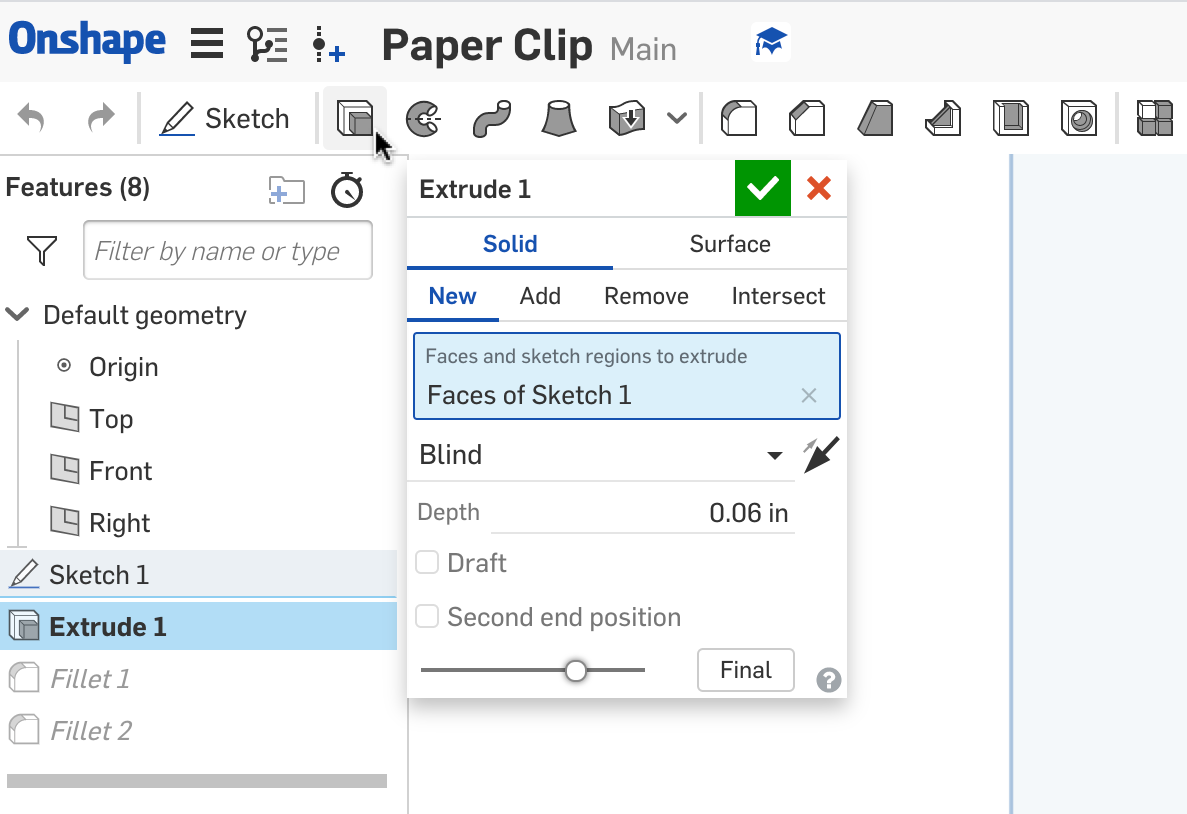 Onshape Paper Clip Main
Sketch
Features (8)
Filter by name or type
Default geometry
Origin
Top
Front
Right
Sketch 1
Extrude 1
Fillet 1
Fillet 2
Extrude 1
Solid Surface
New Add Remove Intersect
Faces and sketch regions to extrude
Faces of Sketch 1
Blind
Depth 0.06 in
Draft
Second end position
Final ?